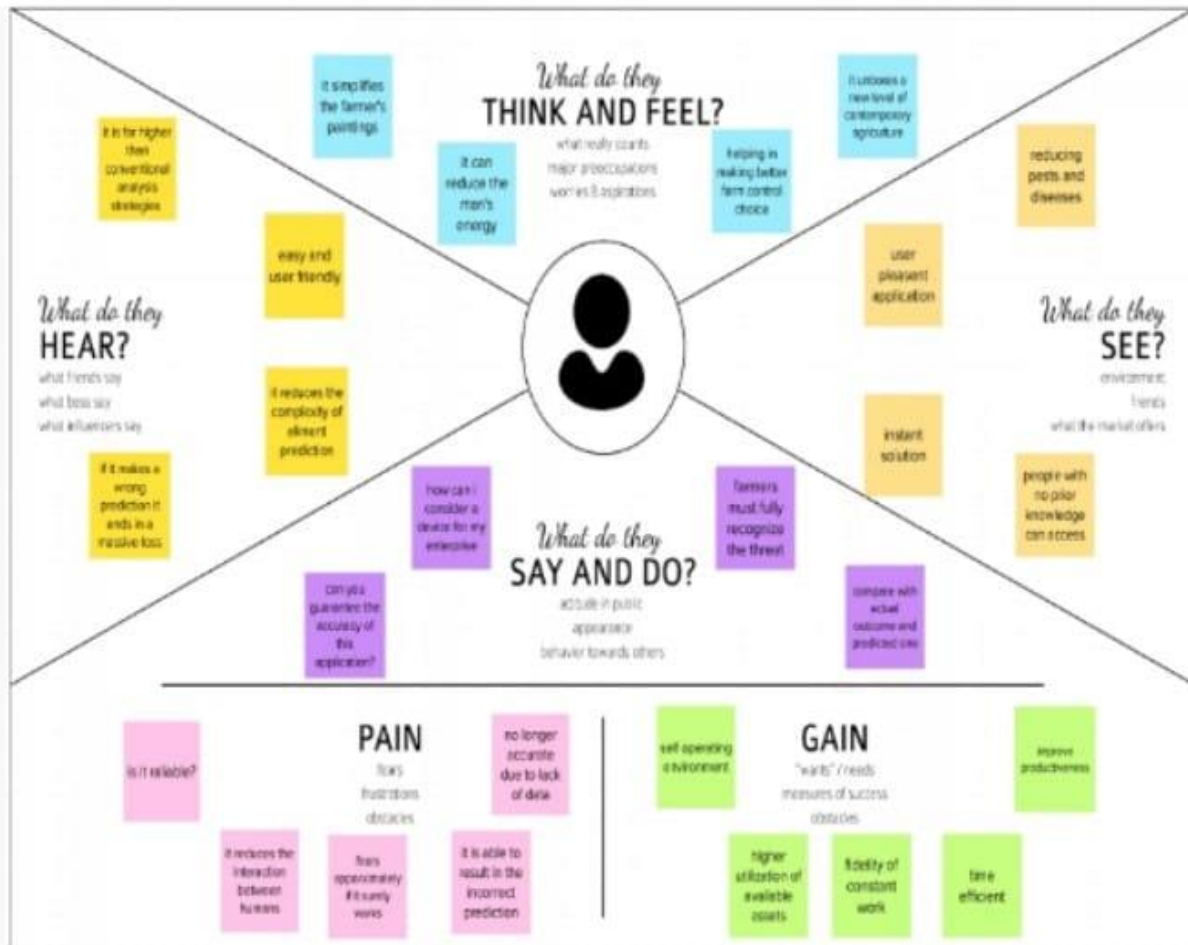 What do they
THINK AND FEEL?
what really counts
major preoccupations
worries & aspirations
it simplifies
the farmer's
paintings
it can
reduce the
man's
energy
helping in
making better
farm control
choice
it unboxes a
new level of
contemporary
agriculture
What do they
HEAR?
what friends say
what boss say
what influencers say
it is far higher
than
conventional
analysis
strategies
easy and
user friendly
it reduces the
complexity of
ailment
prediction
if it makes a
wrong
prediction it
ends in a
massive loss
What do they
SEE?
environment
friends
what the market offers
reducing
pests and
diseases
user
pleasant
application
instant
solution
people with
no prior
knowledge
can access
What do they
SAY AND DO?
attitude in public
appearance
behavior towards others
how can i
consider a
device for my
enterprise
can you
guarantee the
accuracy of
this
application?
farmers
must fully
recognize
the threat
compare with
actual
outcome and
predicted one
PAIN
fears
frustrations
obstacles
is it reliable?
no longer
accurate
due to lack
of data
it reduces the
interaction
between
humans
fears
approximately
if it surely
works
it is able to
result in the
incorrect
prediction
GAIN
"wants" / needs
measures of success
obstacles
self operating
environment
improve
productiveness
higher
utilization of
available
assets
fidelity of
constant
work
time
efficient